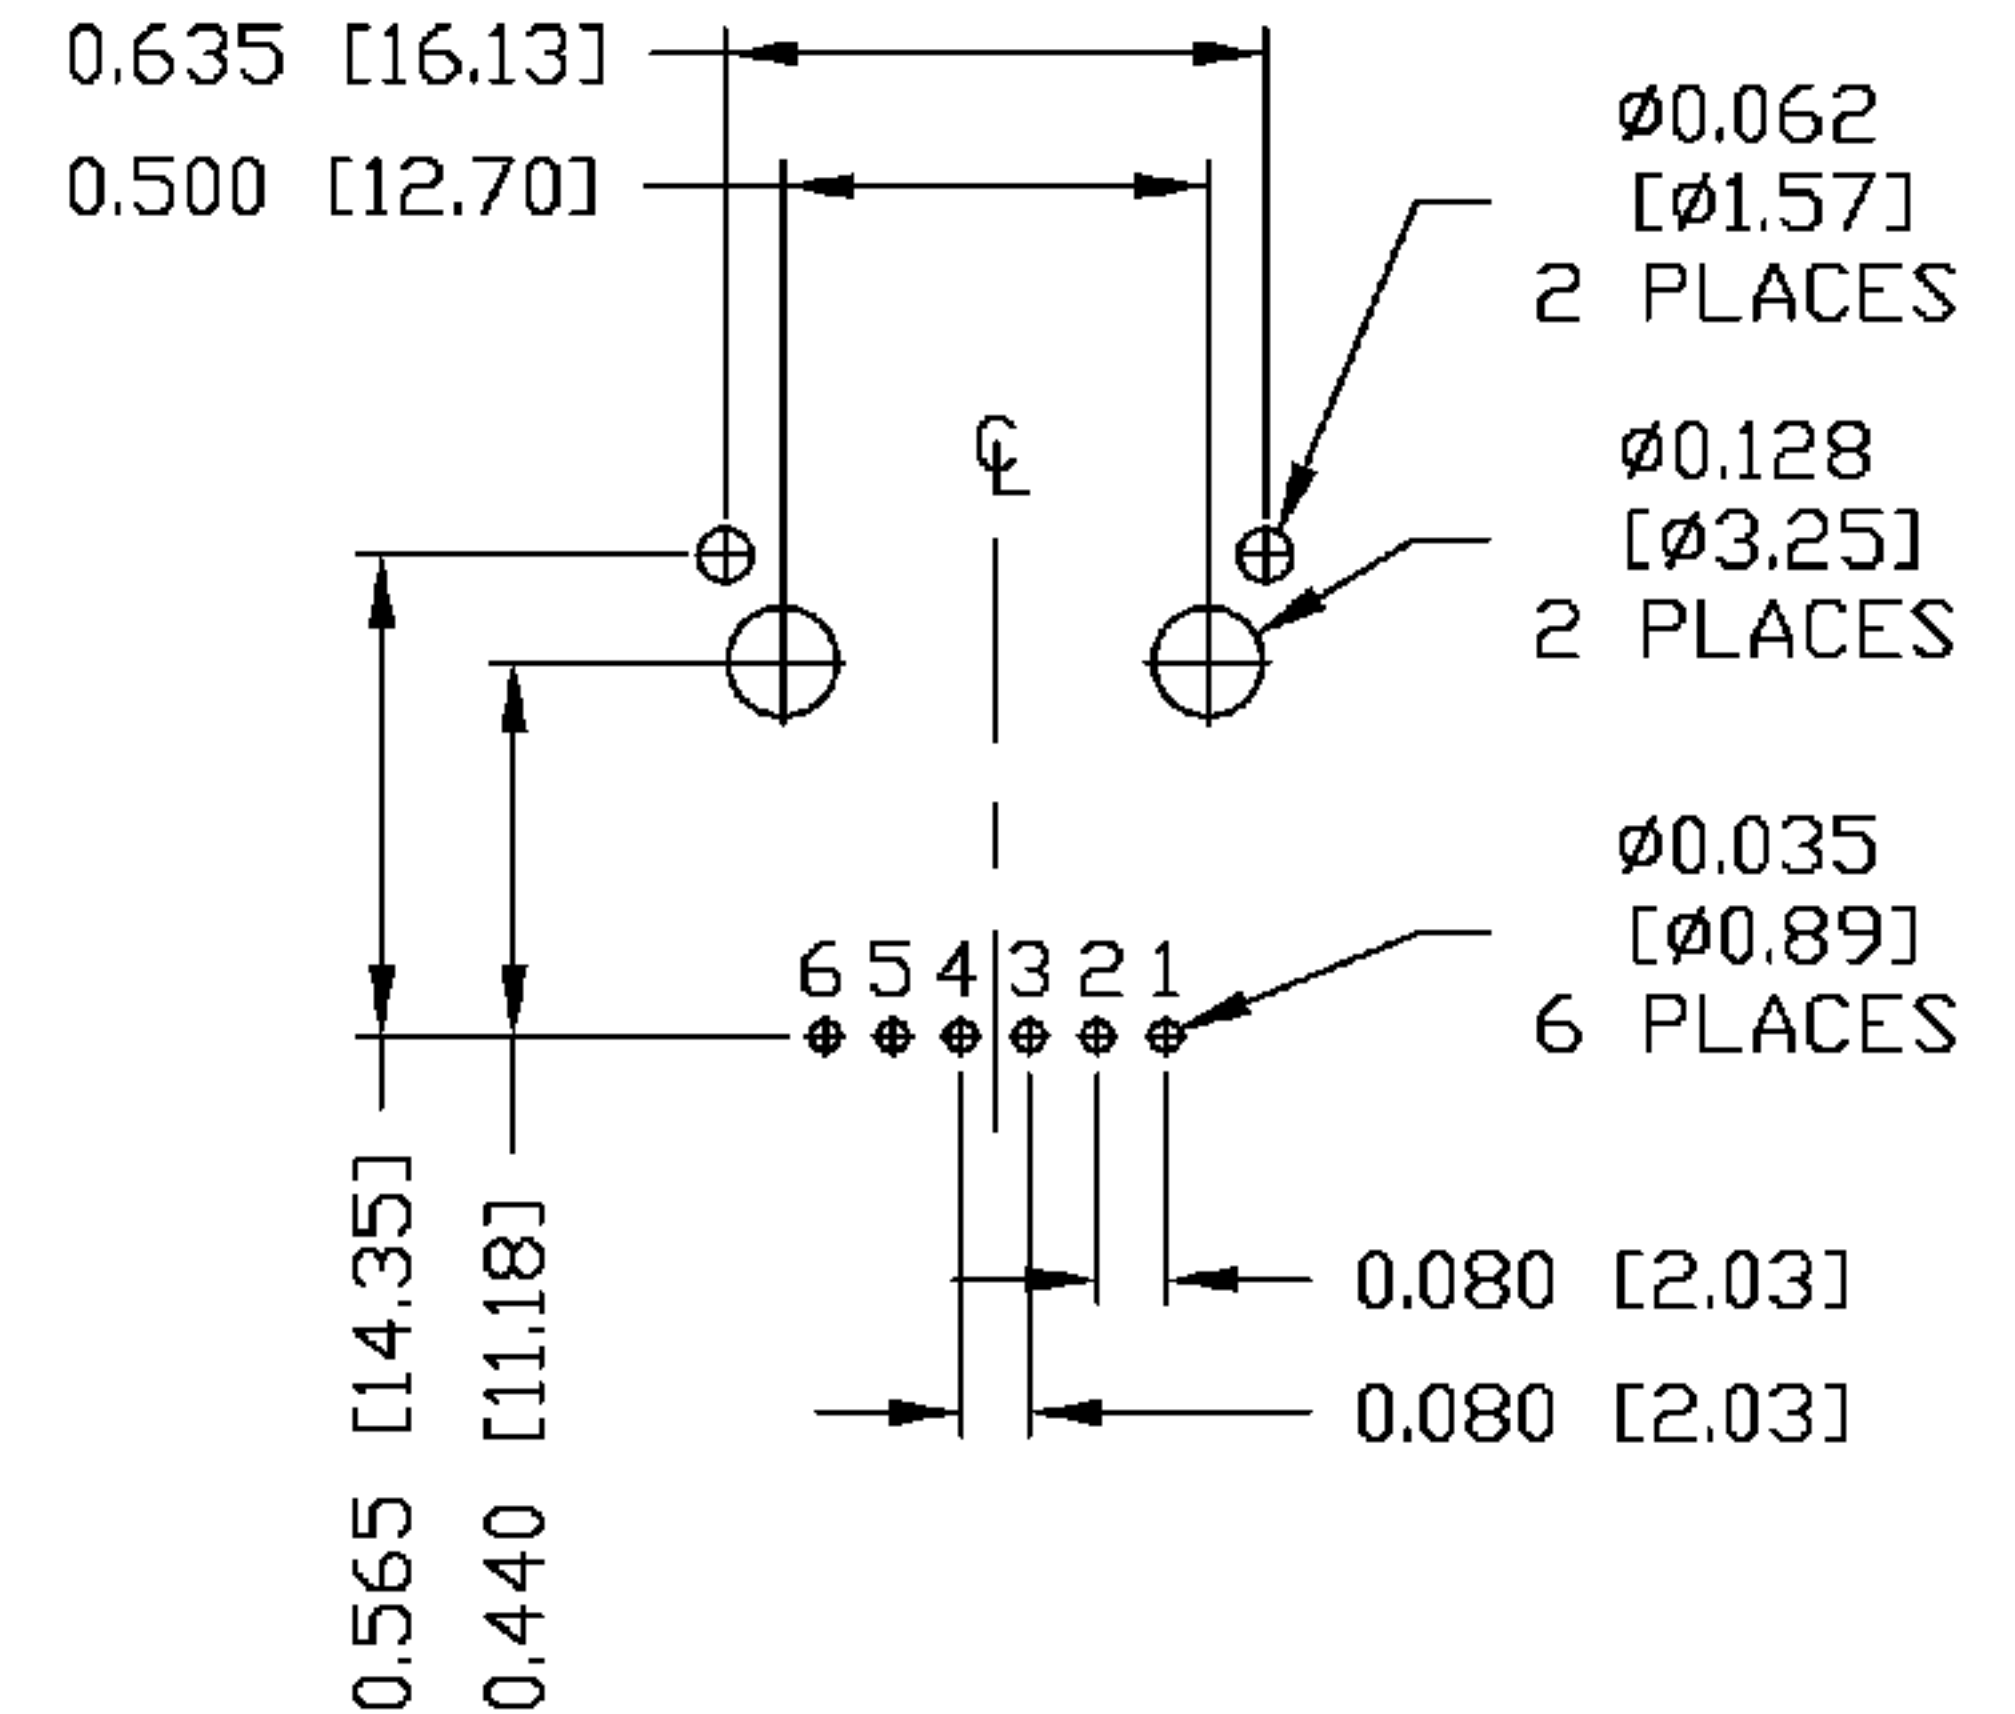 0.635 [16.13]
0.500 [12.70]
Ø0.062
[Ø1.57]
2 PLACES
℄
Ø0.128
[Ø3.25]
2 PLACES
Ø0.035
[Ø0.89]
6 PLACES
6 5 4 3 2 1
0.080 [2.03]
0.080 [2.03]
0.565 [14.35]
0.440 [11.18]